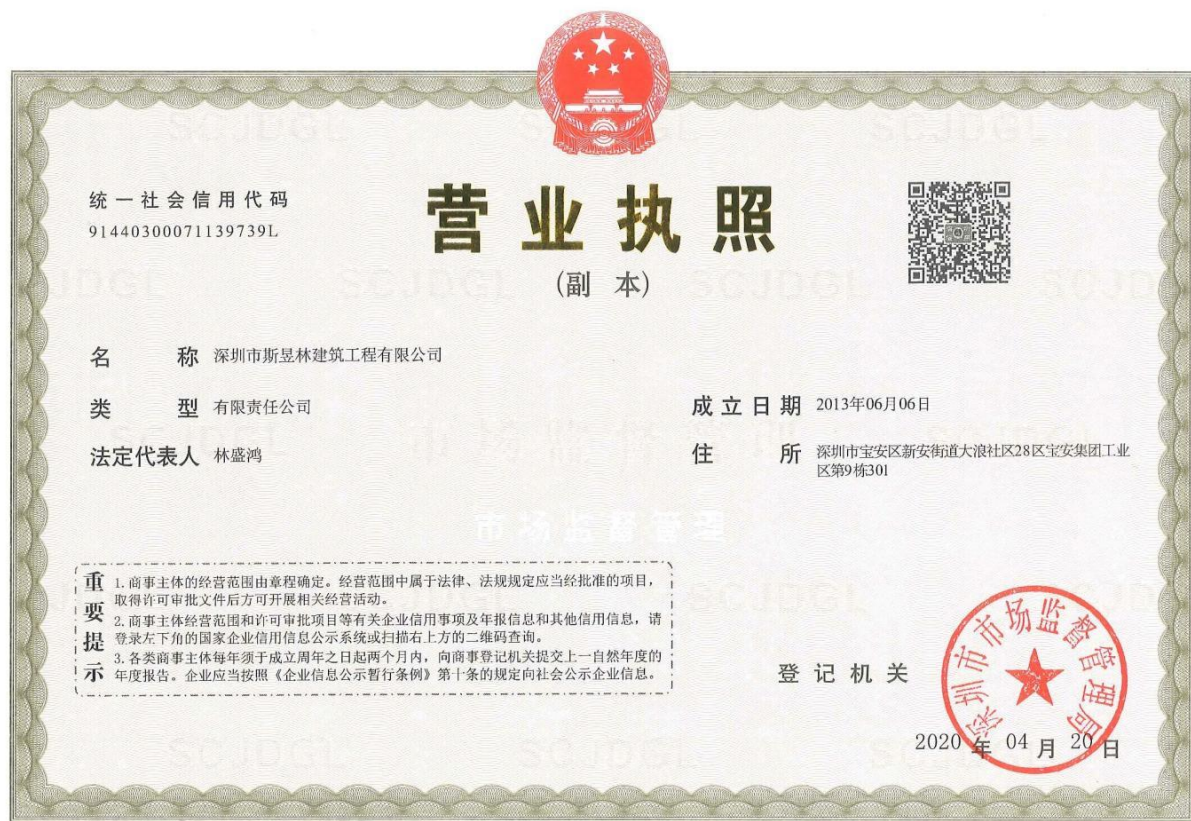 统一社会信用代码
91440300071139739L
营业执照
(副 本)
名 称 深圳市斯昱林建筑工程有限公司
类 型 有限责任公司
法定代表人 林盛鸿
成立日期 2013年06月06日
住 所 深圳市宝安区新安街道大浪社区28区宝安集团工业
区第9栋301
市场监督管理
重要提示
1. 商事主体的经营范围由章程确定。经营范围中属于法律、法规规定应当经批准的项目，
取得许可审批文件后方可开展相关经营活动。
2. 商事主体经营范围和许可审批项目等有关企业信用事项及年报信息和其他信用信息，请
登录左下角的国家企业信用信息公示系统或扫描右上方的二维码查询。
3. 各类商事主体每年须于成立周年之日起两个月内，向商事登记机关提交上一自然年度的
年度报告。企业应当按照《企业信息公示暂行条例》第十条的规定向社会公示企业信息。
登记机关
深圳市市场监督管理局
2020 年 04 月 20 日
SCJDGL